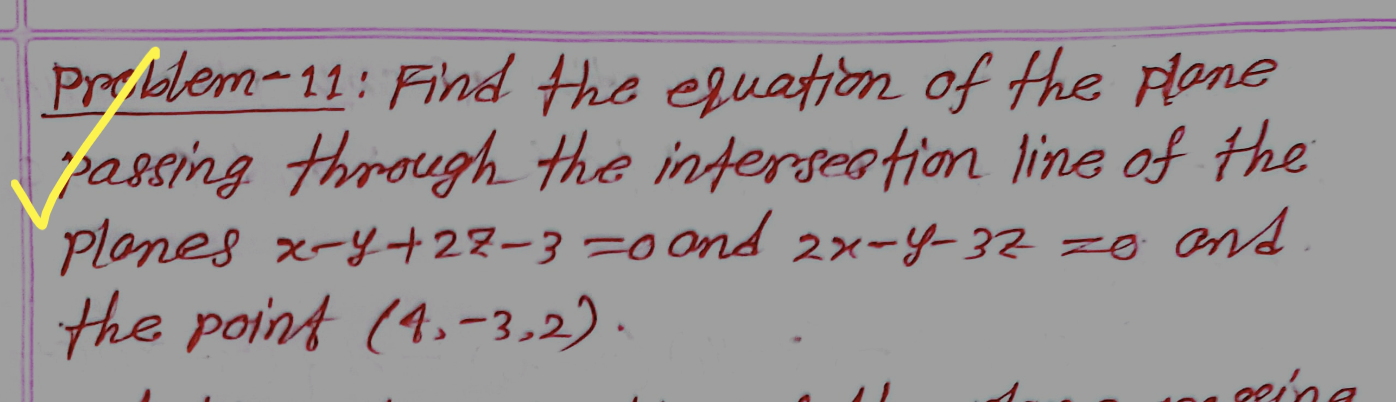 Problem-11: Find the equation of the plane
passing through the intersection line of the
planes x-y+2z-3=0 and 2x-y-3z=0 and
the point (4,-3,2).